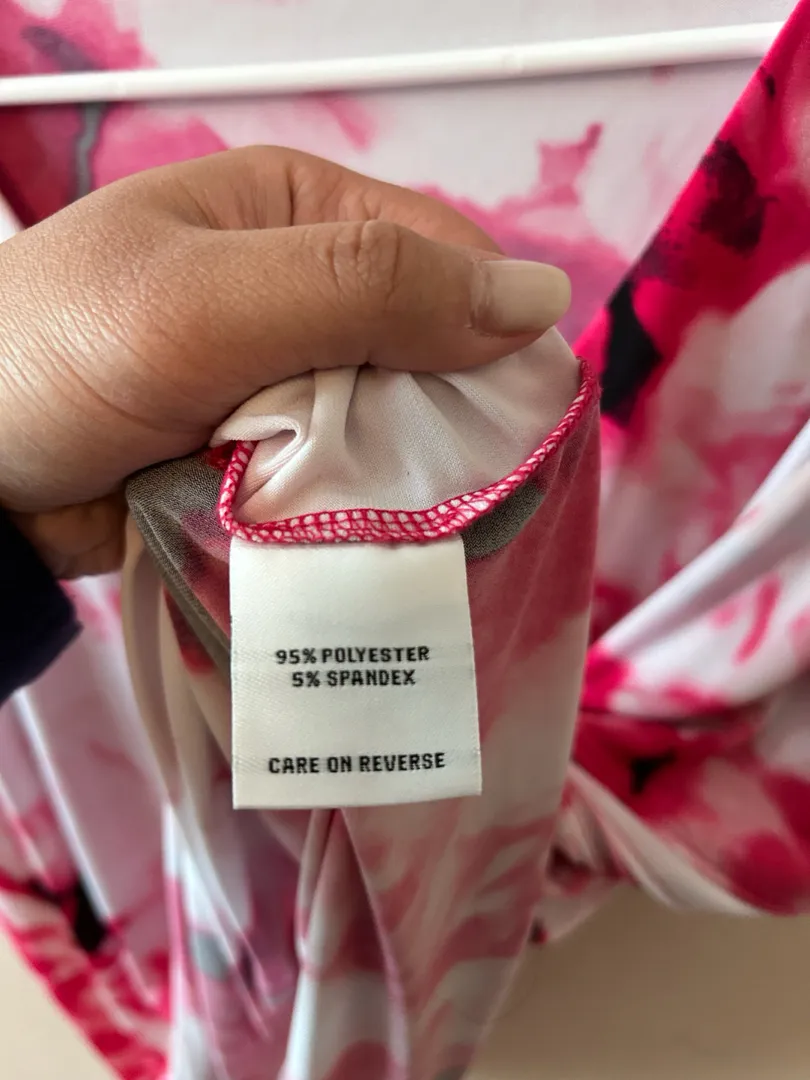 95% POLYESTER
5% SPANDEX
CARE ON REVERSE